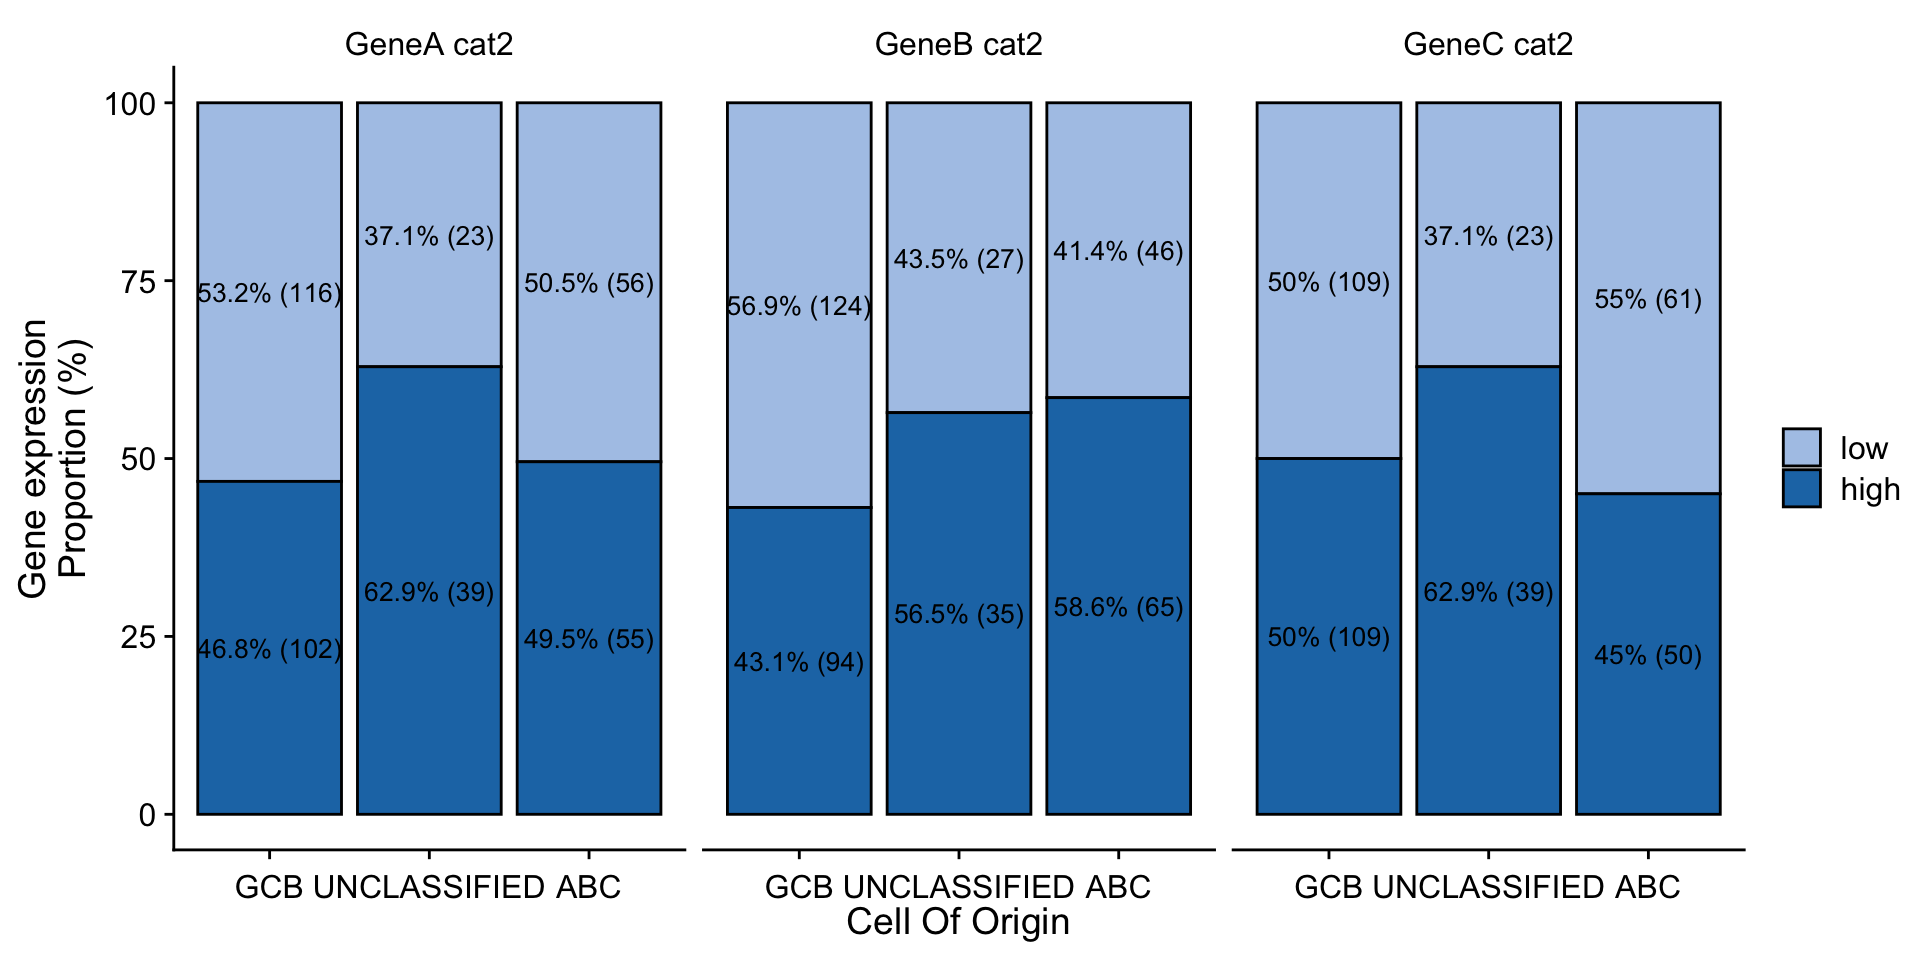 GeneA cat2
GeneB cat2
GeneC cat2
Gene expression
Proportion (%)
100
75
50
25
0
53.2% (116)
46.8% (102)
37.1% (23)
62.9% (39)
50.5% (56)
49.5% (55)
56.9% (124)
43.1% (94)
43.5% (27)
56.5% (35)
41.4% (46)
58.6% (65)
50% (109)
50% (109)
37.1% (23)
62.9% (39)
55% (61)
45% (50)
low
high
GCB UNCLASSIFIED ABC
GCB UNCLASSIFIED ABC
GCB UNCLASSIFIED ABC
Cell Of Origin